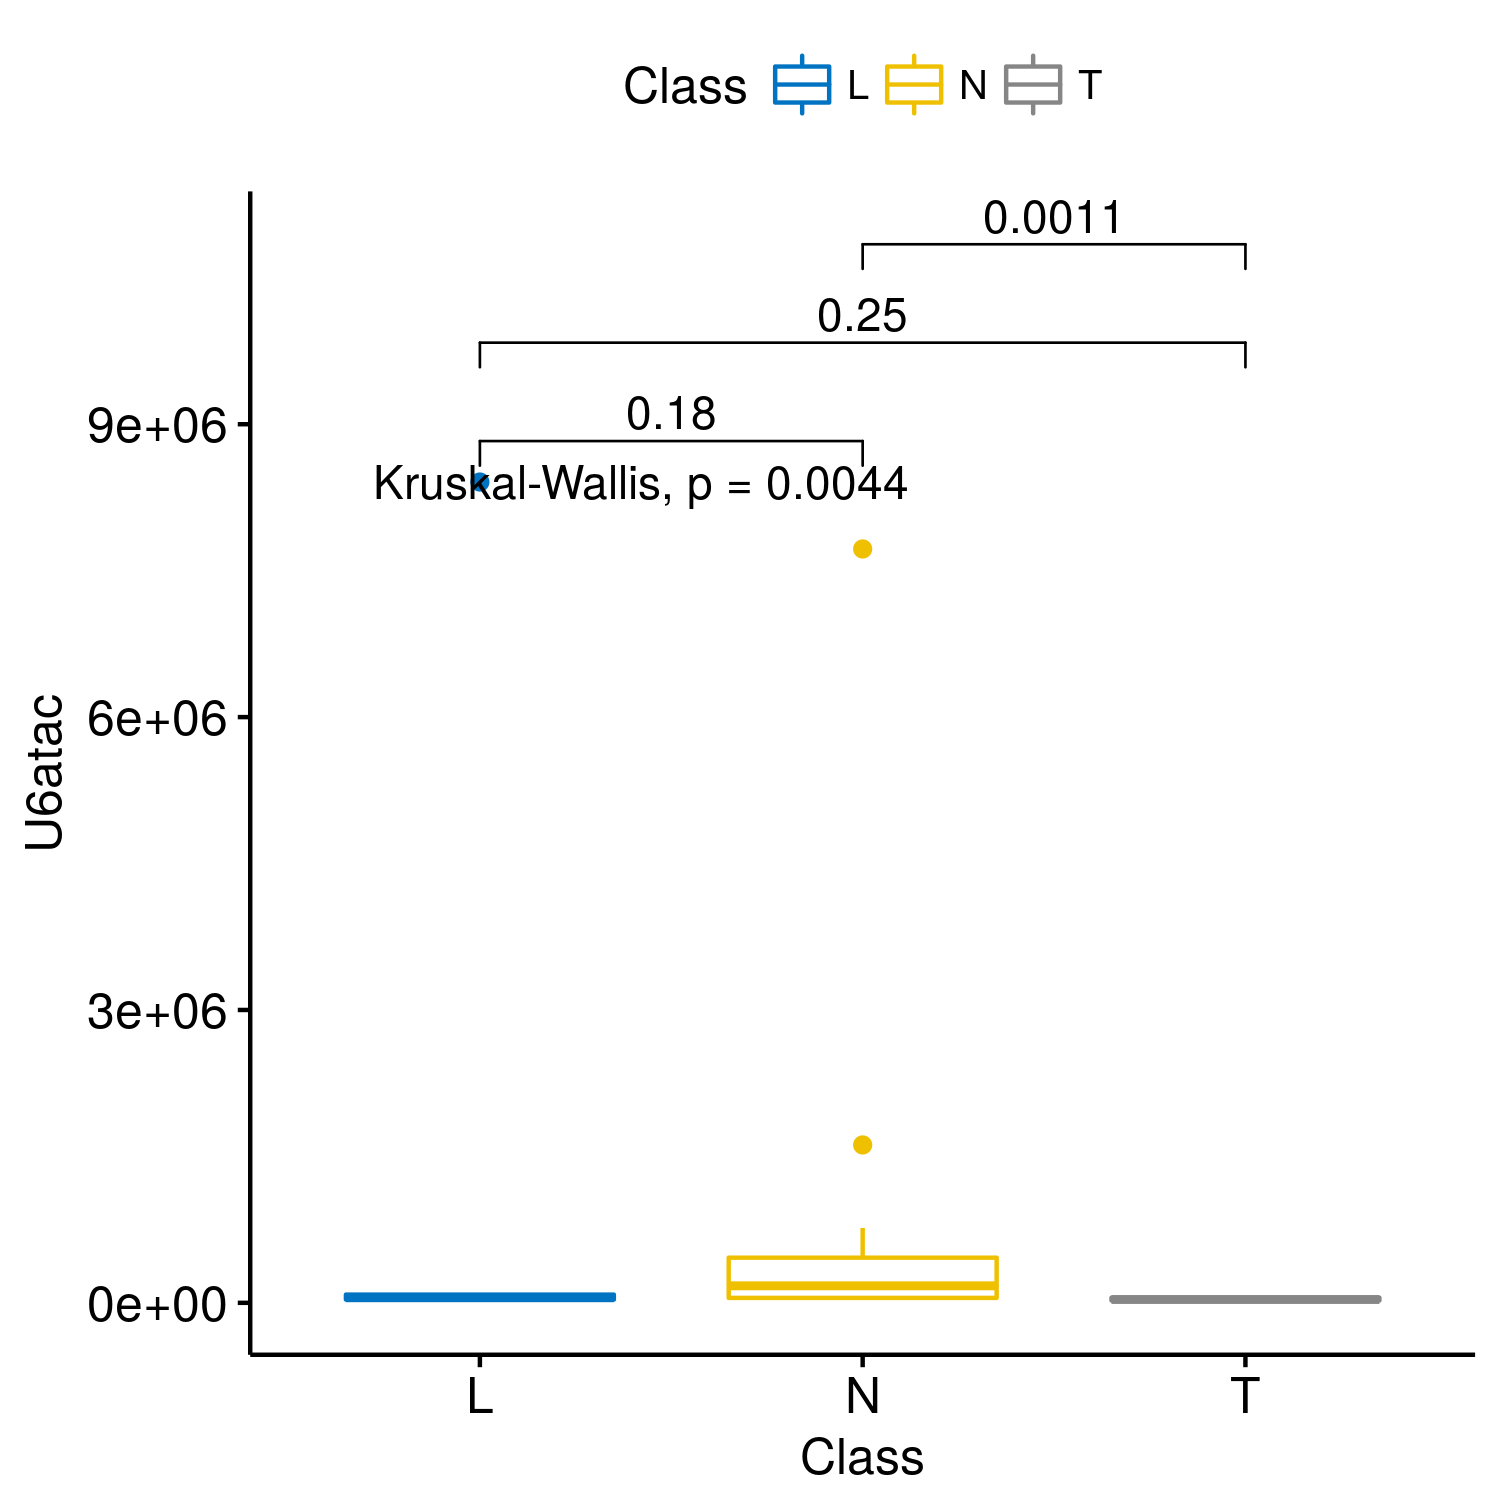 Class L N T
0.0011
0.25
0.18
9e+06
Kruskal-Wallis, p = 0.0044
6e+06
U6atac
3e+06
0e+00
L N T
Class